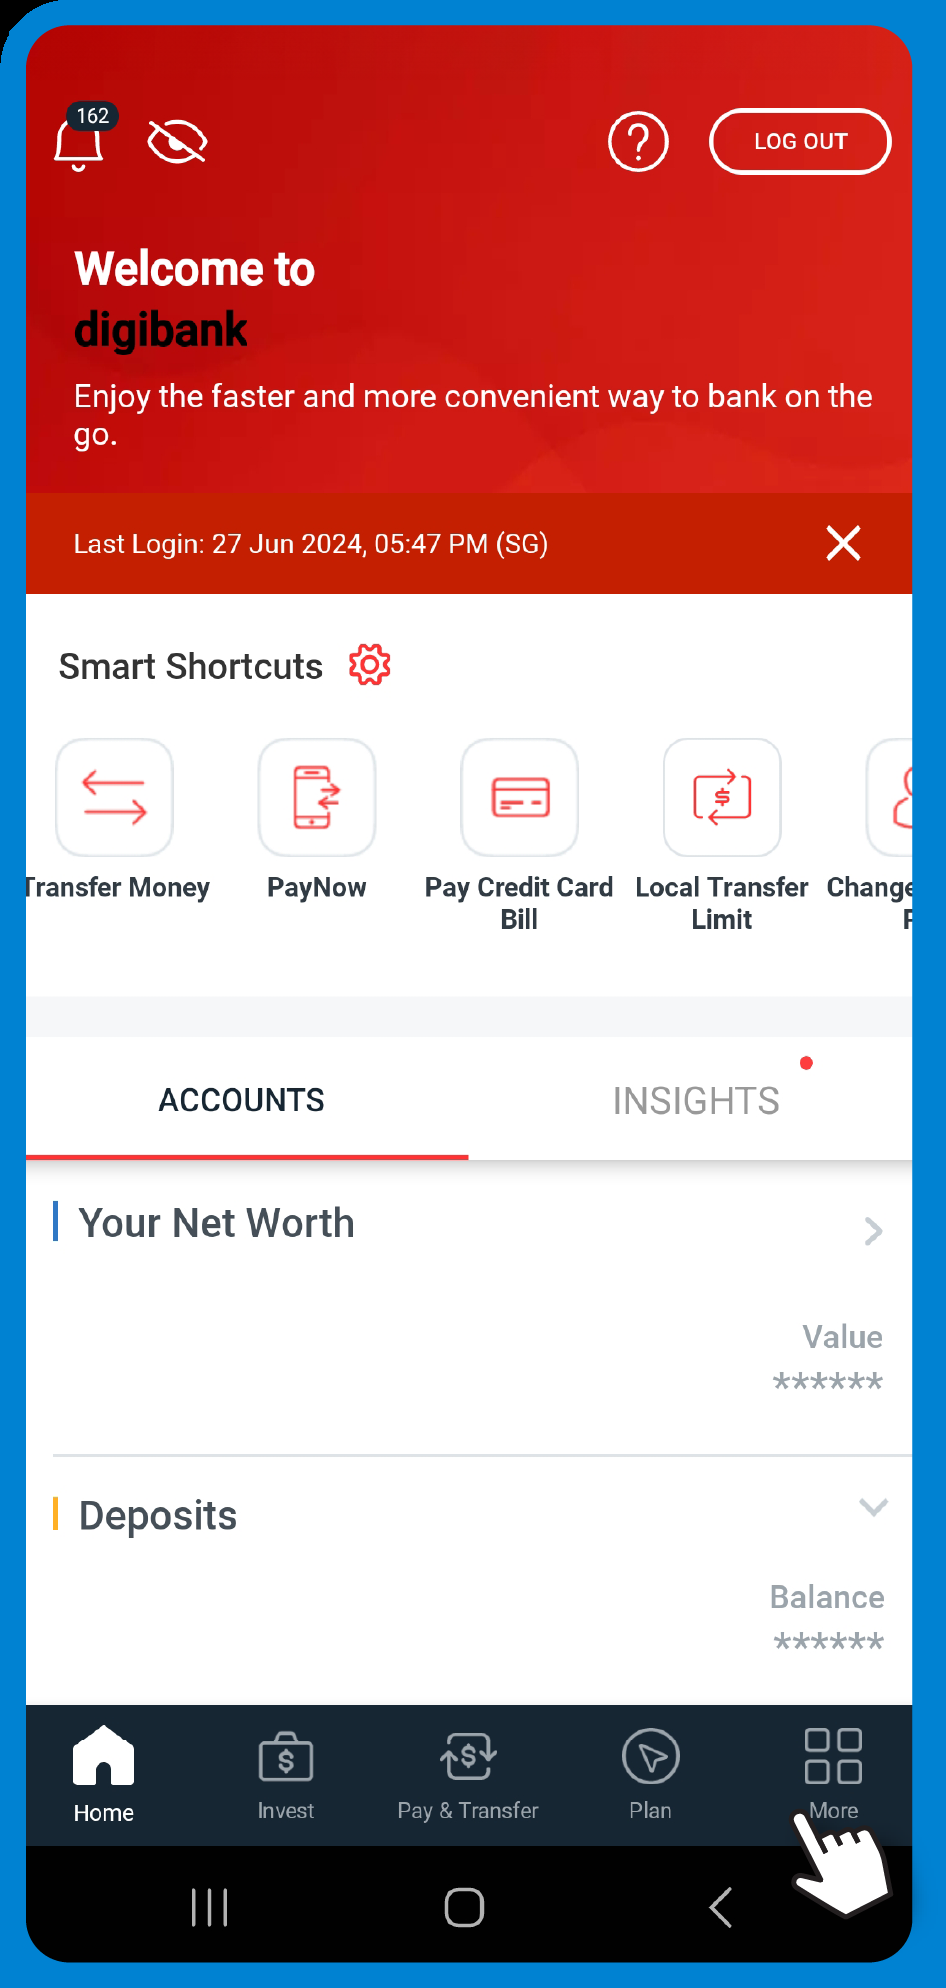 162
LOG OUT
Welcome to
digibank
Enjoy the faster and more convenient way to bank on the
go.
Last Login: 27 Jun 2024, 05:47 PM (SG)
Smart Shortcuts
Transfer Money
PayNow
Pay Credit Card
Bill
Local Transfer
Limit
Change
ACCOUNTS
INSIGHTS
Your Net Worth
Value
******
Deposits
Balance
******
Home
Invest
Pay & Transfer
Plan
More